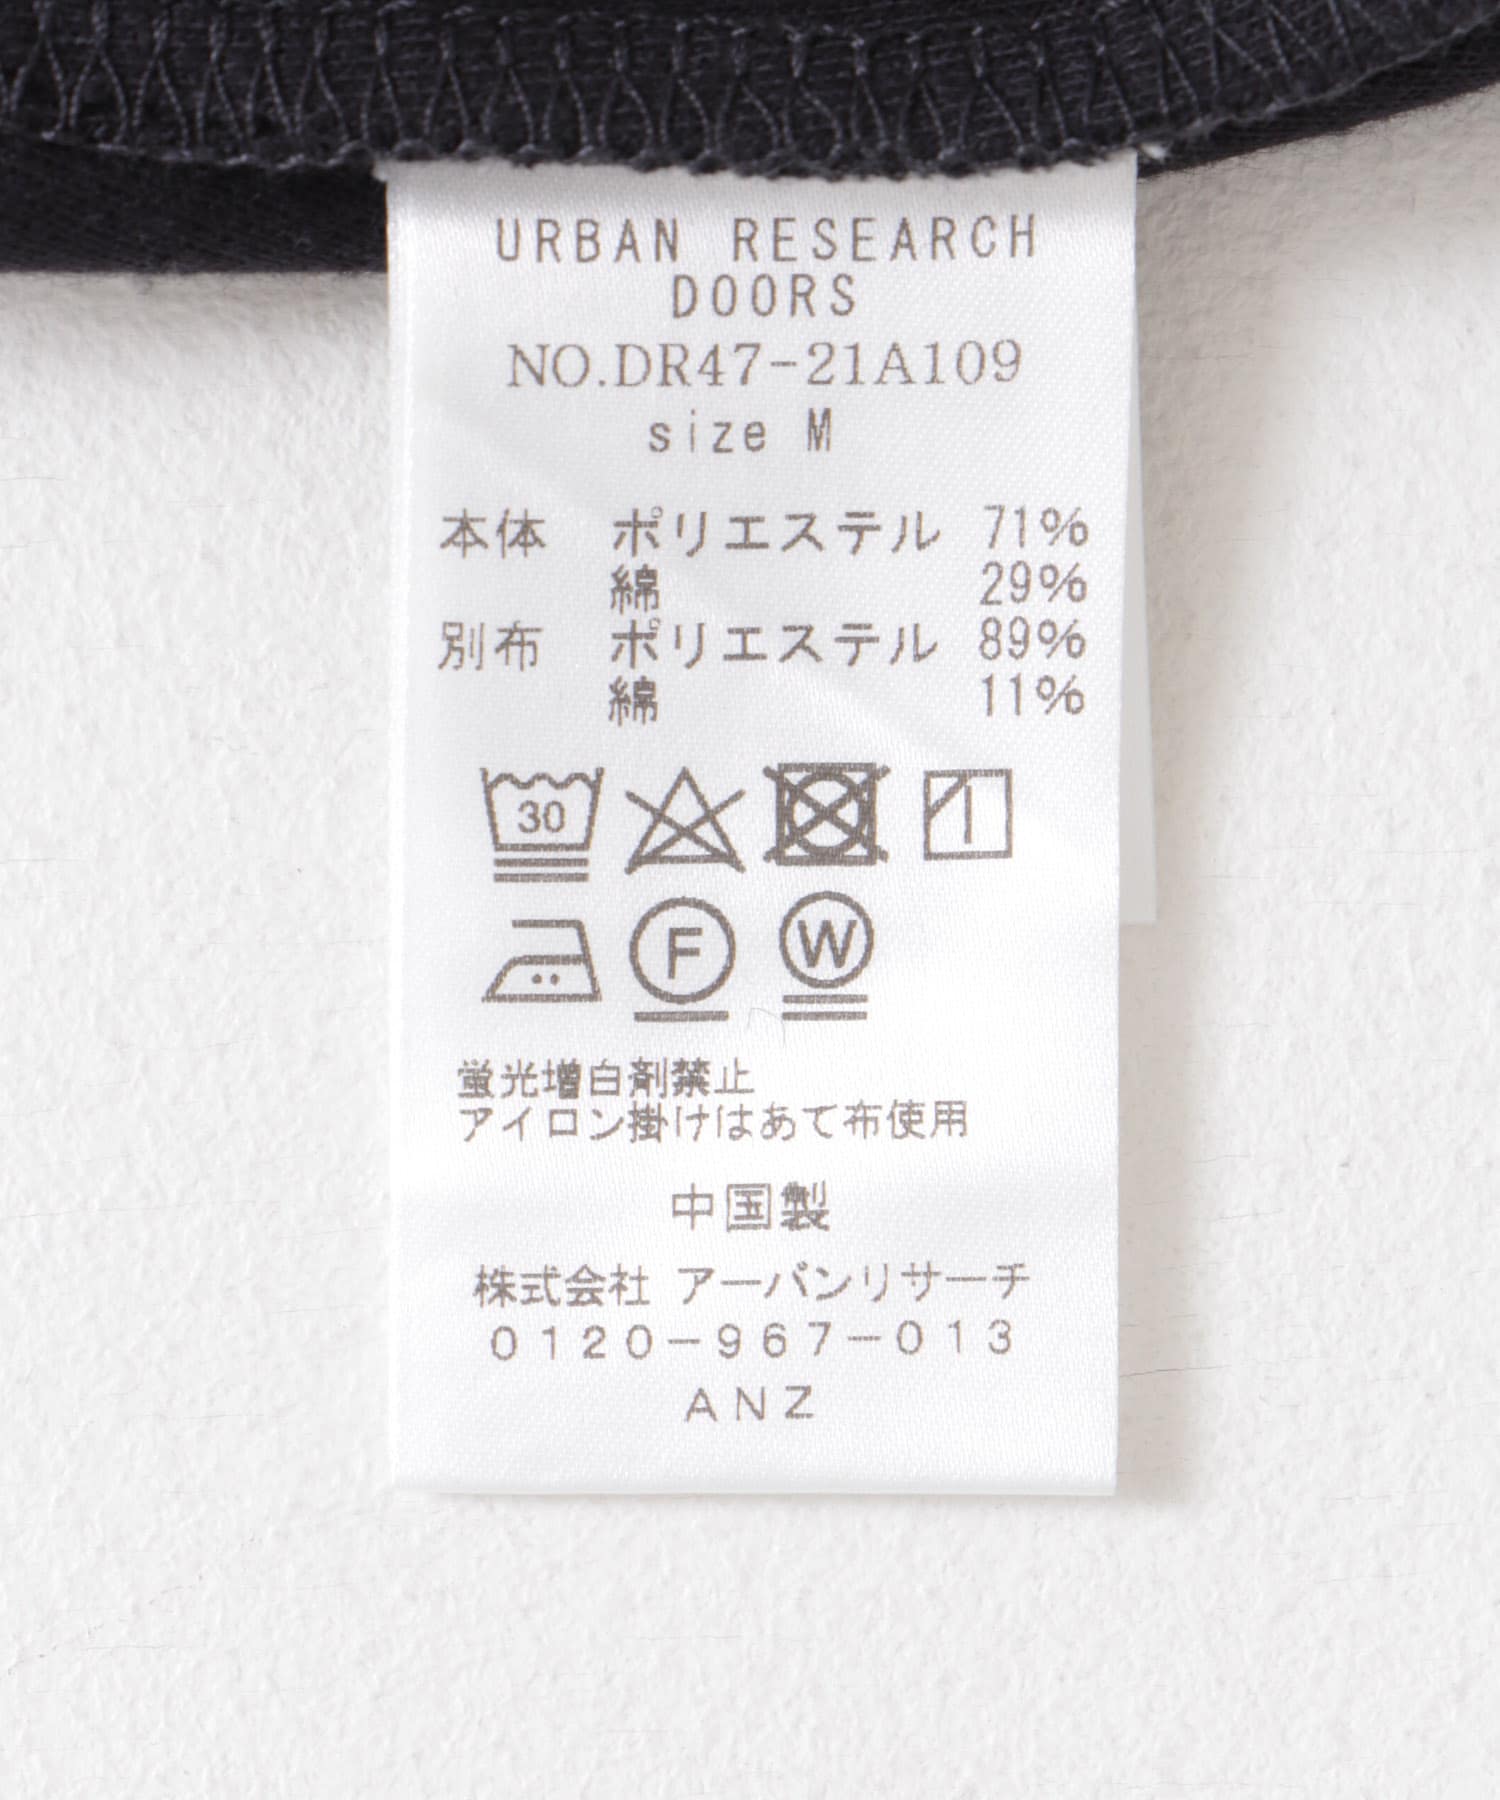 URBAN RESEARCH
DOORS
NO.DR47-21A109
size M
本体 ポリエステル 71%
綿 29%
別布 ポリエステル 89%
綿 11%
30
F W
蛍光増白剤禁止
アイロン掛けはあて布使用
中国製
株式会社 アーバンリサーチ
0120-967-013
ANZ